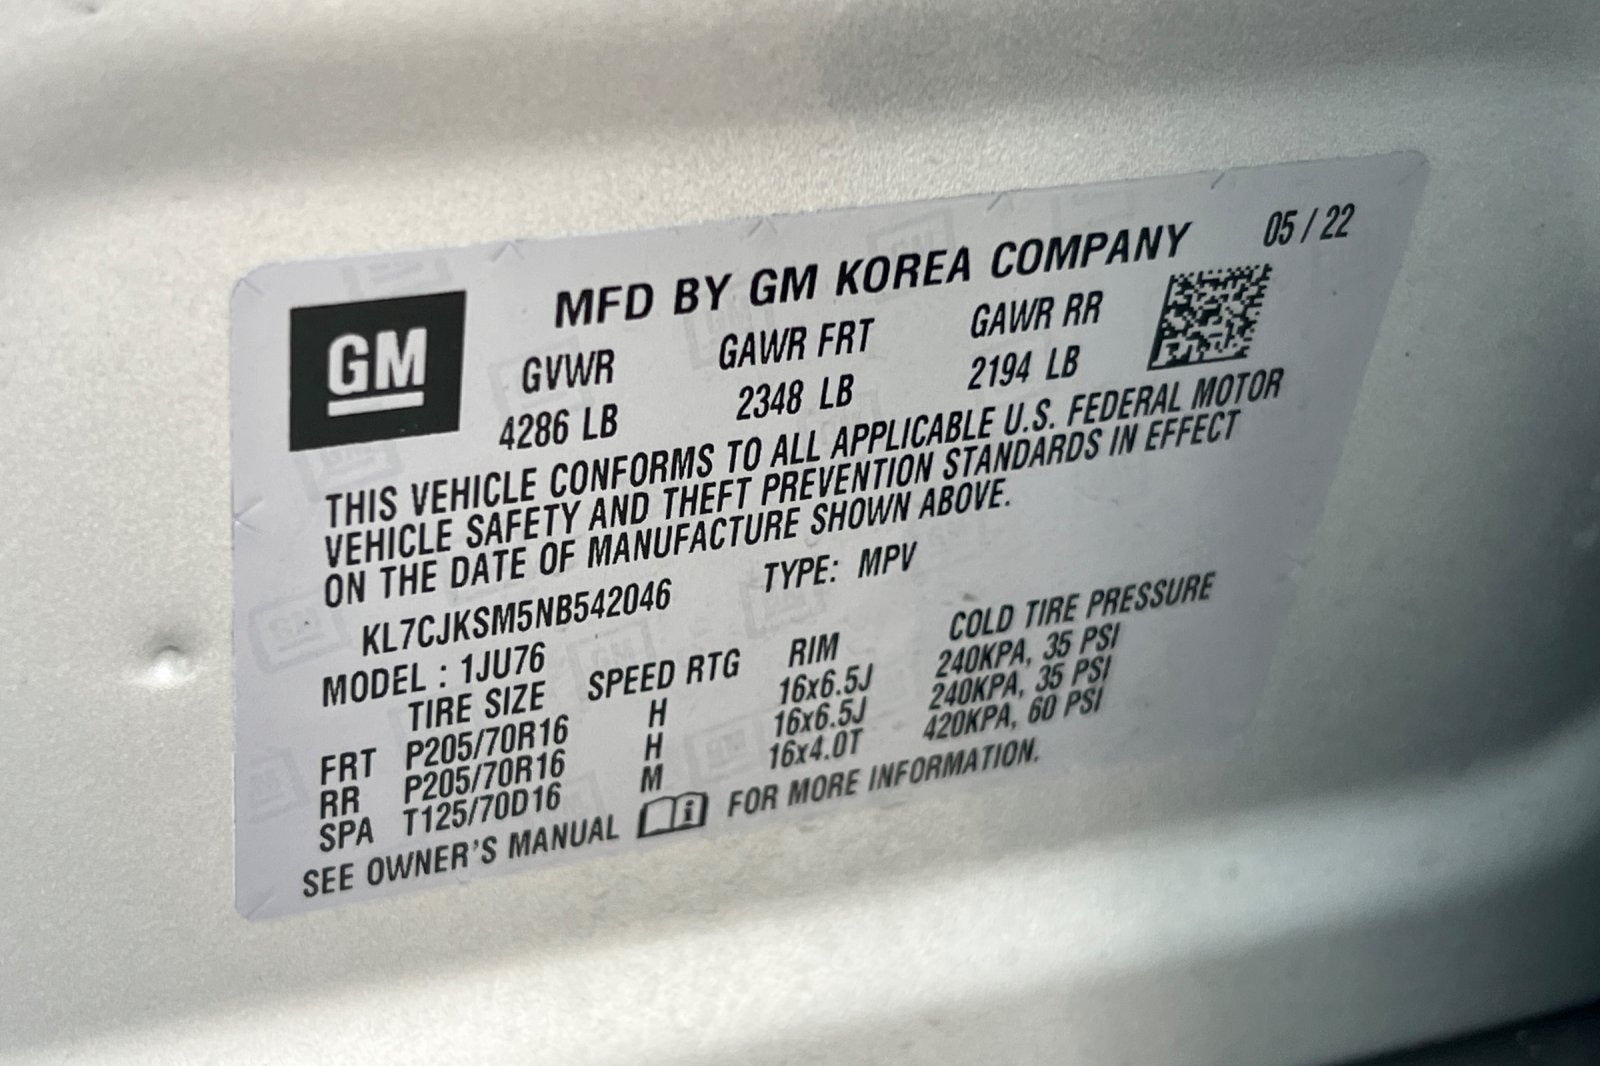 GM
MFD BY GM KOREA COMPANY 05 / 22
GVWR GAWR FRT GAWR RR
4286 LB 2348 LB 2194 LB
THIS VEHICLE CONFORMS TO ALL APPLICABLE U.S. FEDERAL MOTOR
VEHICLE SAFETY AND THEFT PREVENTION STANDARDS IN EFFECT
ON THE DATE OF MANUFACTURE SHOWN ABOVE.
KL7CJKSM5NB542046 TYPE: MPV
MODEL : 1JU76
TIRE SIZE SPEED RTG RIM COLD TIRE PRESSURE
FRT P205/70R16 H 16x6.5J 240KPA, 35 PSI
RR P205/70R16 H 16x6.5J 240KPA, 35 PSI
SPA T125/70D16 M 16x4.0T 420KPA, 60 PSI
SEE OWNER'S MANUAL i FOR MORE INFORMATION.